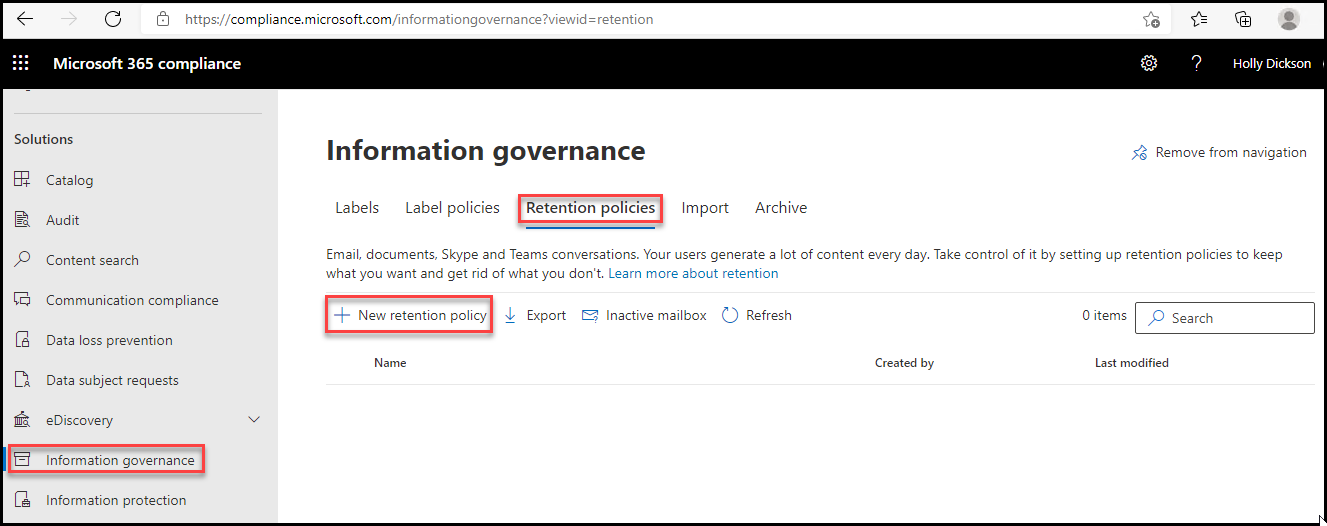 https://compliance.microsoft.com/informationgovernance?viewid=retention
Microsoft 365 compliance
? Holly Dickson
Solutions
Catalog
Audit
Content search
Communication compliance
Data loss prevention
Data subject requests
eDiscovery
Information governance
Information protection
Information governance
Remove from navigation
Labels Label policies Retention policies Import Archive
Email, documents, Skype and Teams conversations. Your users generate a lot of content every day. Take control of it by setting up retention policies to keep
what you want and get rid of what you don't. Learn more about retention
New retention policy Export Inactive mailbox Refresh 0 items Search
Name Created by Last modified